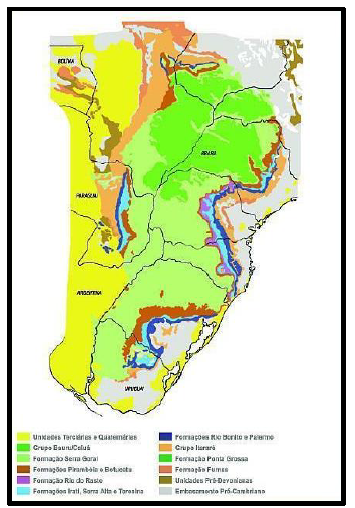 BOLÍVIA
BRASIL
PARAGUAI
ARGENTINA
URUGUAI
Unidades Terciárias e Quaternárias
Grupo Bauru/Caiuá
Formação Serra Geral
Formações Pirambóia e Botucatu
Formação Rio do Rasto
Formações Irati, Serra Alta e Teresina
Formações Rio Bonito e Palermo
Grupo Itararé
Formação Ponta Grossa
Formação Furnas
Unidades Pré-Devonianas
Embasamento Pré-Cambriano